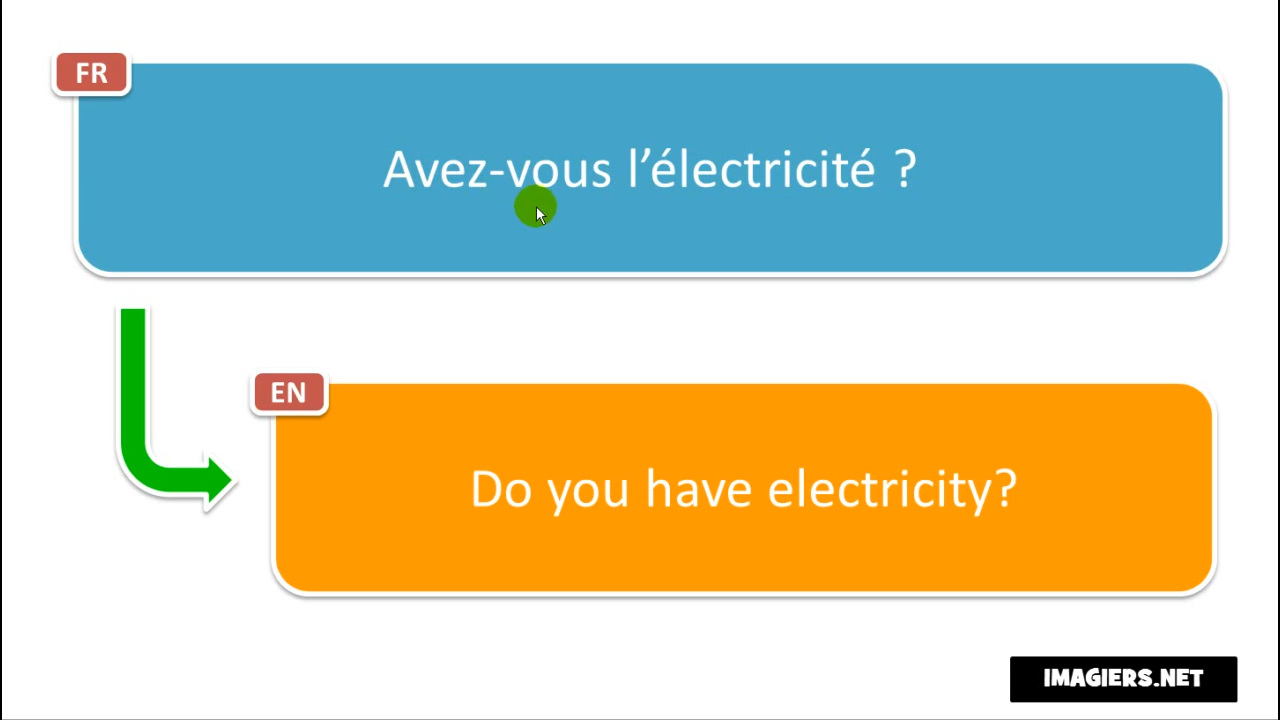 FR
Avez-vous l’électricité ?
EN
Do you have electricity?
IMAGIERS.NET